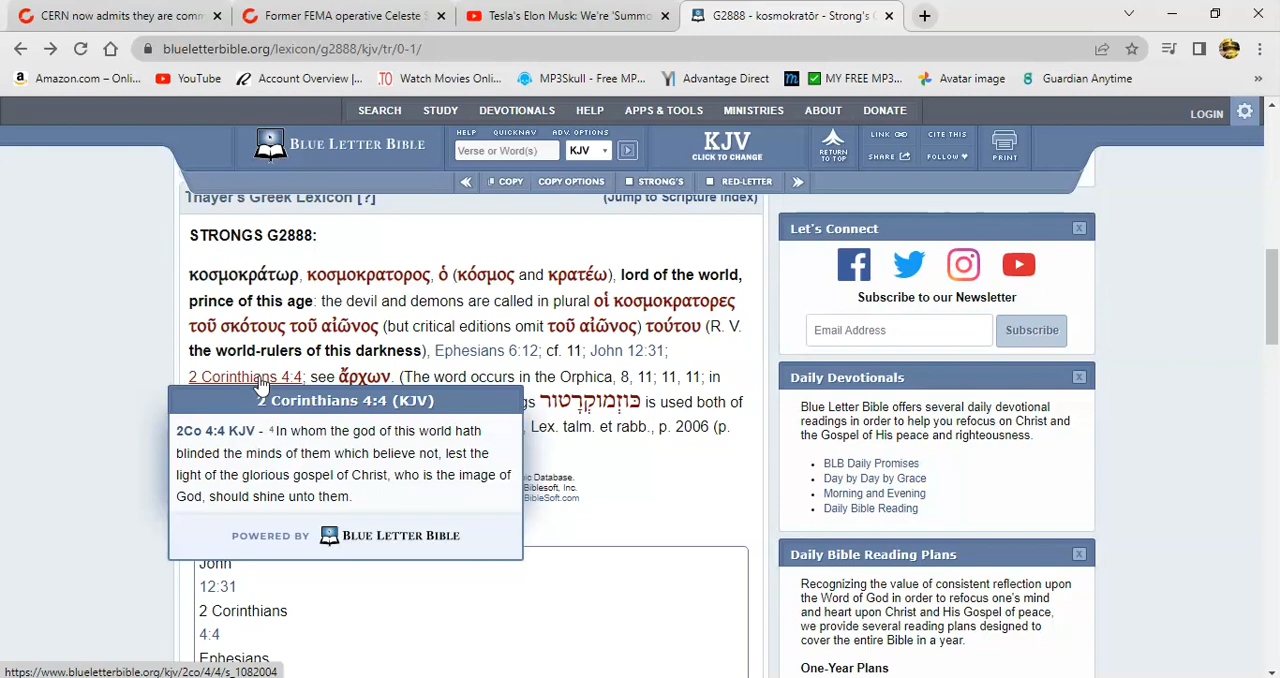 CERN now admits they are comm
Former FEMA operative Celeste S
Tesla's Elon Musk: We're 'Summo
G2888 - kosmokratōr - Strong's G
blueletterbible.org/lexicon/g2888/kjv/tr/0-1/
Amazon.com – Onli...
YouTube
Account Overview |...
Watch Movies Onlin...
MP3Skull - Free MP...
Advantage Direct
MY FREE MP3...
Avatar image
Guardian Anytime
»
SEARCH STUDY DEVOTIONALS HELP APPS & TOOLS MINISTRIES ABOUT DONATE
LOGIN
BLUE LETTER BIBLE
HELP QUICKNAV ADV. OPTIONS
Verse or Word(s)
KJV
KJV
CLICK TO CHANGE
RETURN
TO TOP
LINK
SHARE
CITE THIS
FOLLOW
PRINT
COPY COPY OPTIONS STRONG'S RED-LETTER
Thayer's Greek Lexicon [?]
(Jump to Scripture Index)
STRONGS G2888:
κοσμοκράτωρ, κοσμοκρατορος, ὁ (κόσμος and κρατέω), lord of the world,
prince of this age: the devil and demons are called in plural οἱ κοσμοκρατορες
τοῦ σκότους τοῦ αἰῶνος (but critical editions omit τοῦ αἰῶνος) τούτου (R. V.
the world-rulers of this darkness), Ephesians 6:12; cf. 11; John 12:31;
2 Corinthians 4:4; see ἄρχων. (The word occurs in the Orphica, 8, 11; 11, 11; in
gs כּוֹזְמוֹקְרָטוֹר is used both of
, Lex. talm. et rabb., p. 2006 (p.
2 Corinthians 4:4 (KJV)
2Co 4:4 KJV - 4 In whom the god of this world hath
blinded the minds of them which believe not, lest the
light of the glorious gospel of Christ, who is the image of
God, should shine unto them.
POWERED BY BLUE LETTER BIBLE
ic Database.
Biblesoft, Inc.
BibleSoft.com
John
12:31
2 Corinthians
4:4
Ephesians
Let's Connect
Subscribe to our Newsletter
Email Address
Subscribe
Daily Devotionals
Blue Letter Bible offers several daily devotional
readings in order to help you refocus on Christ and
the Gospel of His peace and righteousness.
BLB Daily Promises
Day by Day by Grace
Morning and Evening
Daily Bible Reading
Daily Bible Reading Plans
Recognizing the value of consistent reflection upon
the Word of God in order to refocus one's mind
and heart upon Christ and His Gospel of peace,
we provide several reading plans designed to
cover the entire Bible in a year.
One-Year Plans
https://www.blueletterbible.org/kjv/2co/4/4/s_1082004